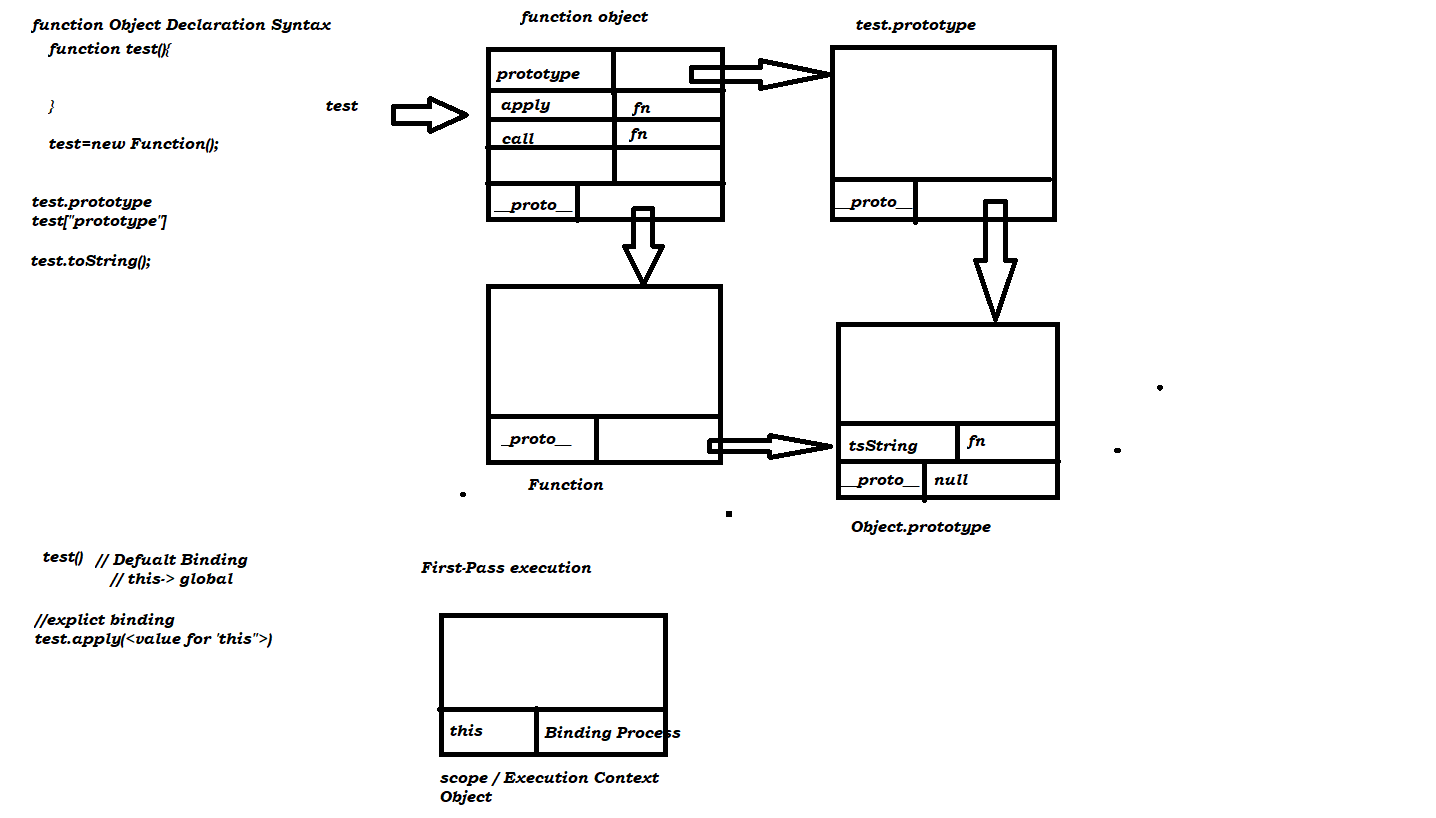 function Object Declaration Syntax
function test(){
}
test=new Function();
test.prototype
test["prototype"]
test.toString();
test
function object
prototype
apply fn
call fn
__proto__
test.prototype
__proto__
_proto__
Function
tsString fn
__proto__ null
Object.prototype
test() // Defualt Binding
// this-> global
//explict binding
test.apply(<value for 'this">)
First-Pass execution
this Binding Process
scope / Execution Context
Object